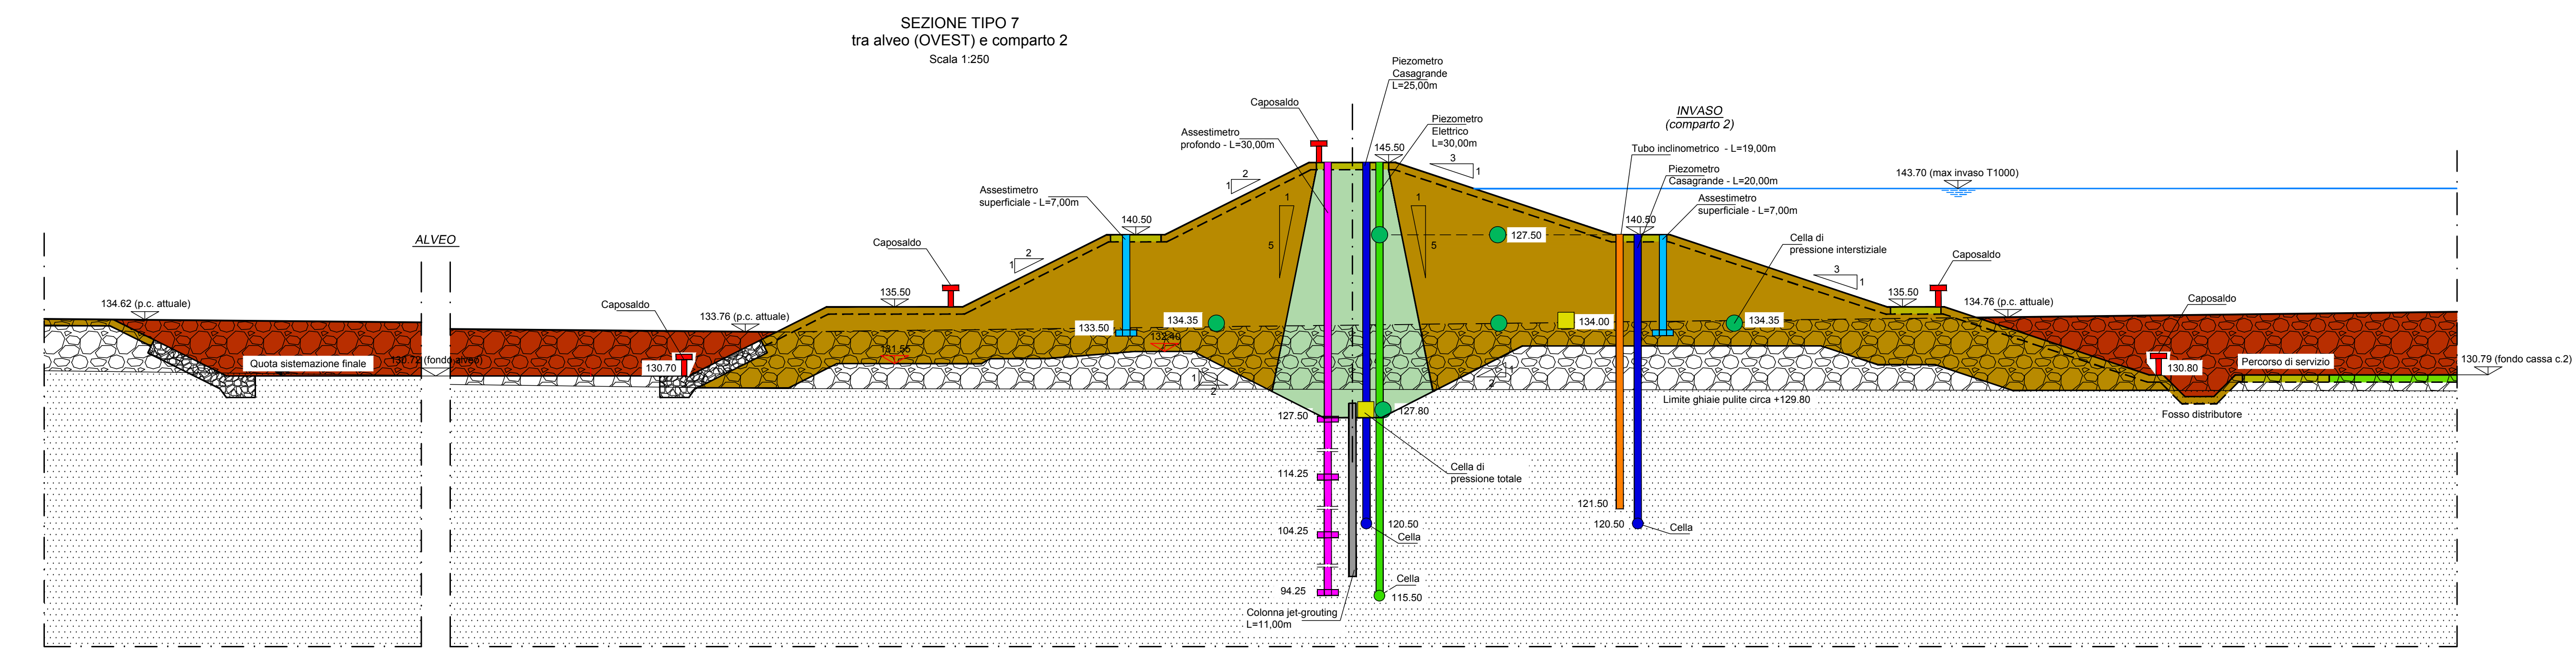 SEZIONE TIPO 7
tra alveo (OVEST) e comparto 2
Scala 1:250
Piezometro
Casagrande
L=25,00m
Caposaldo
Assestimetro
profondo - L=30,00m
Piezometro
Elettrico
L=30,00m
145.50
3
1
INVASO
(comparto 2)
Tubo inclinometrico - L=19,00m
Piezometro
Casagrande - L=20,00m
Assestimetro
superficiale - L=7,00m
143.70 (max invaso T1000)
2
1
Assestimetro
superficiale - L=7,00m
140.50
1
5
1
5
127.50
140.50
Cella di
pressione interstiziale
ALVEO
Caposaldo
2
1
3
1
Caposaldo
134.62 (p.c. attuale)
Caposaldo
133.76 (p.c. attuale)
135.50
133.50
134.35
134.00
134.35
135.50
134.76 (p.c. attuale)
Caposaldo
131.55
132.40
Quota sistemazione finale
130.72 (fondo alveo)
130.70
1
2
1
2
130.80
Percorso di servizio
130.79 (fondo cassa c.2)
Limite ghiaie pulite circa +129.80
Fosso distributore
127.50
127.80
Cella di
pressione totale
114.25
104.25
94.25
120.50
Cella
121.50
120.50
Cella
Cella
115.50
Colonna jet-grouting
L=11,00m